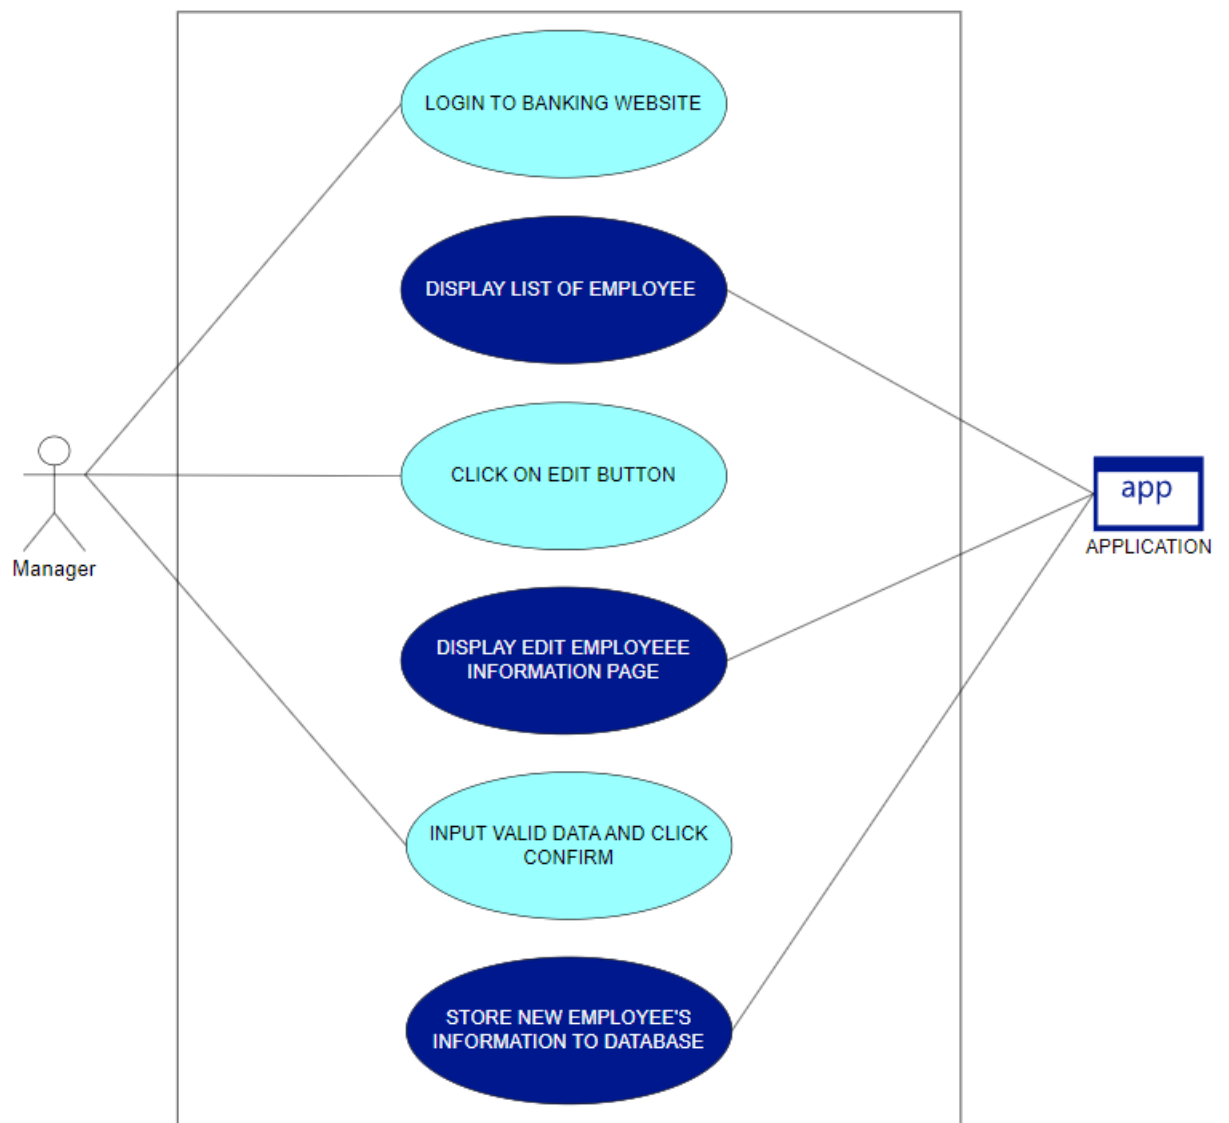 LOGIN TO BANKING WEBSITE
DISPLAY LIST OF EMPLOYEE
CLICK ON EDIT BUTTON
Manager
app
APPLICATION
DISPLAY EDIT EMPLOYEEE
INFORMATION PAGE
INPUT VALID DATA AND CLICK
CONFIRM
STORE NEW EMPLOYEE'S
INFORMATION TO DATABASE